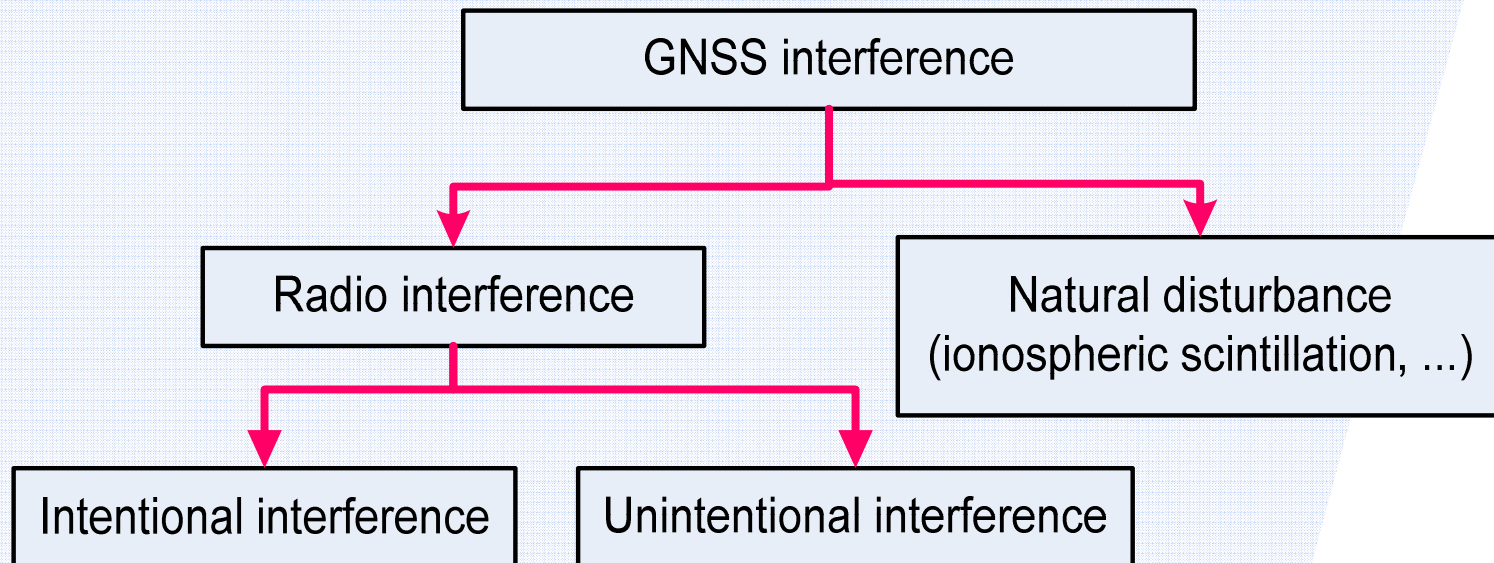 GNSS interference
Radio interference
Natural disturbance
(ionospheric scintillation, ...)
Intentional interference
Unintentional interference